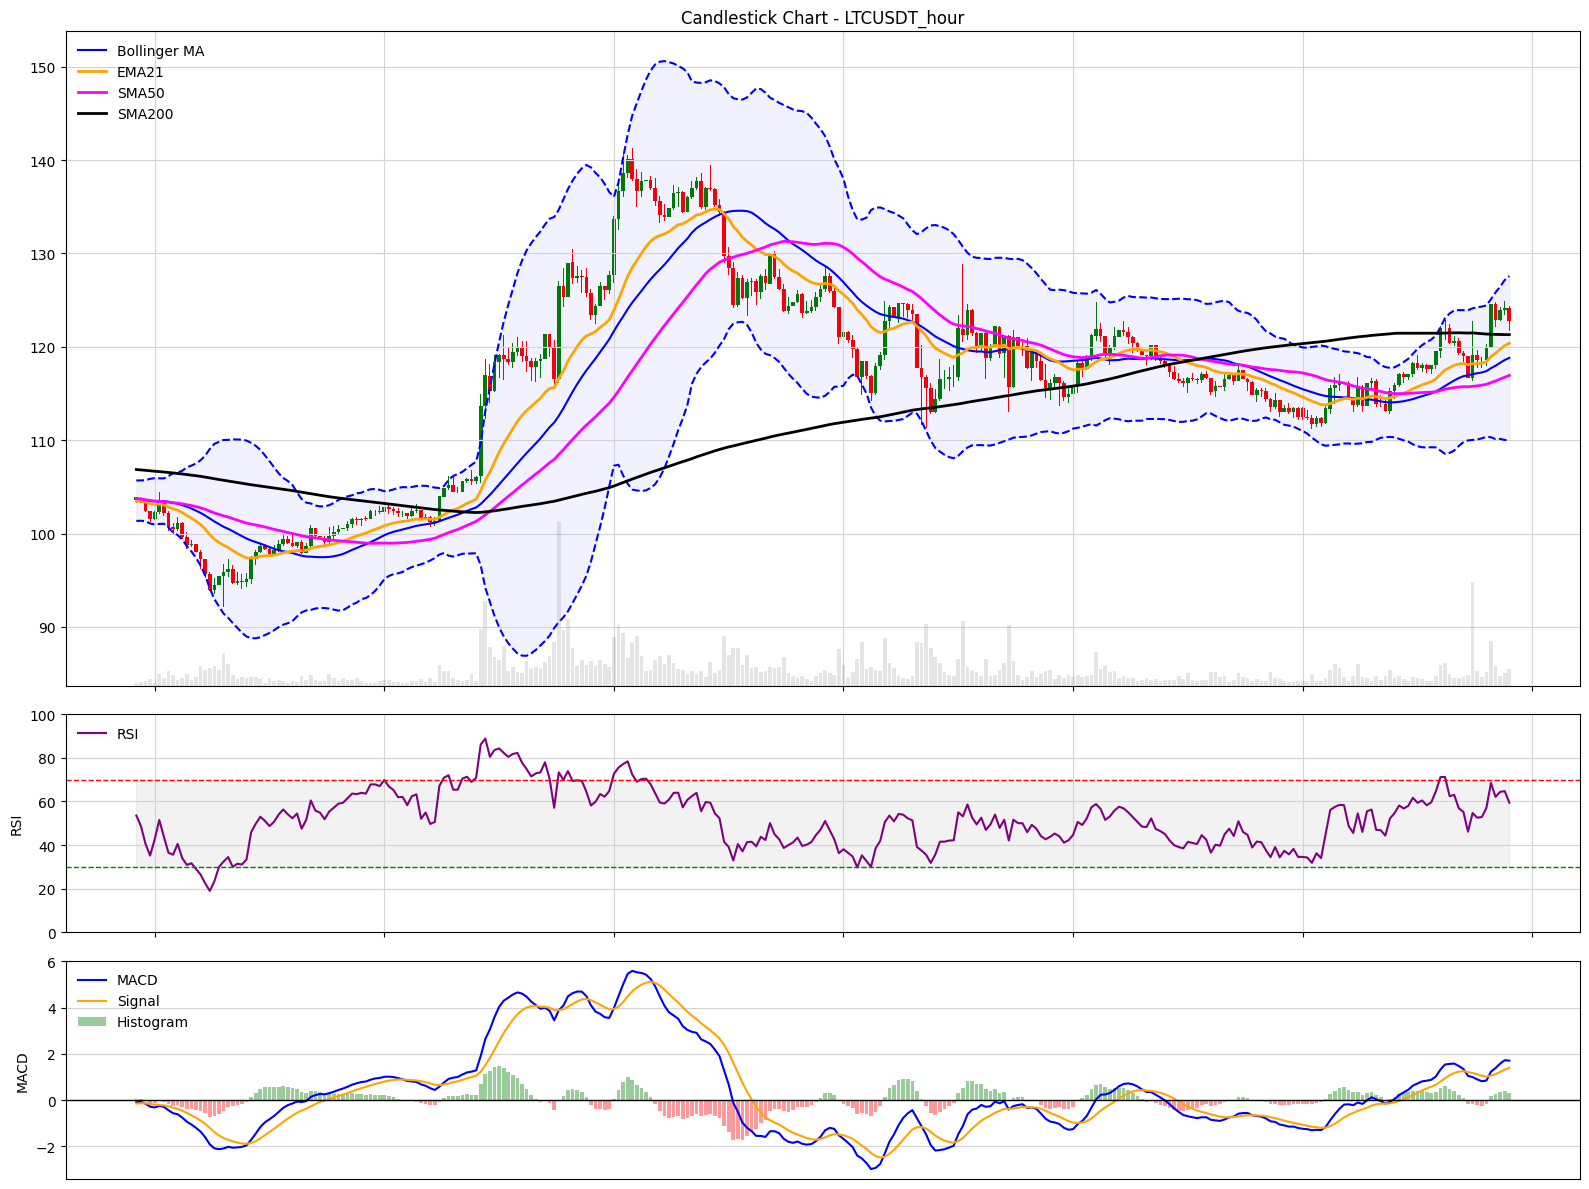 Candlestick Chart - LTCUSDT_hour
Bollinger MA
EMA21
SMA50
SMA200
150
140
130
120
110
100
90
RSI
RSI
100
80
60
40
20
0
MACD
Signal
Histogram
MACD
6
4
2
0
−2